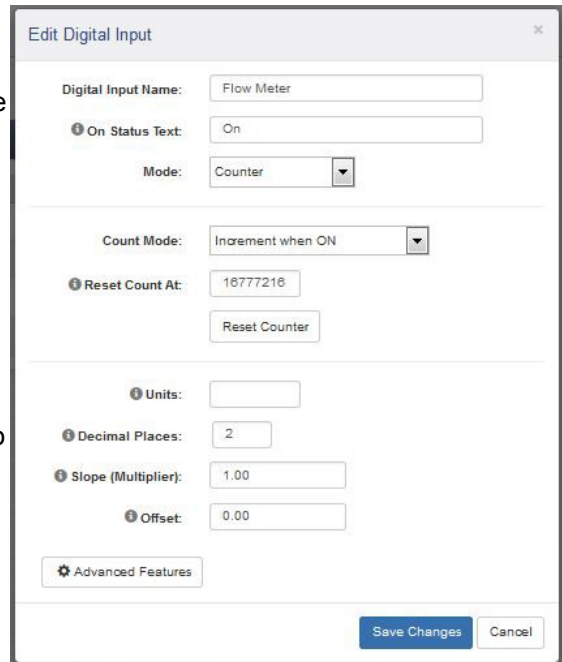 Edit Digital Input ×
Digital Input Name: Flow Meter
On Status Text: On
Mode: Counter
Count Mode: Increment when ON
Reset Count At: 16777216
Reset Counter
Units:
Decimal Places: 2
Slope (Multiplier): 1.00
Offset: 0.00
Advanced Features
Save Changes Cancel